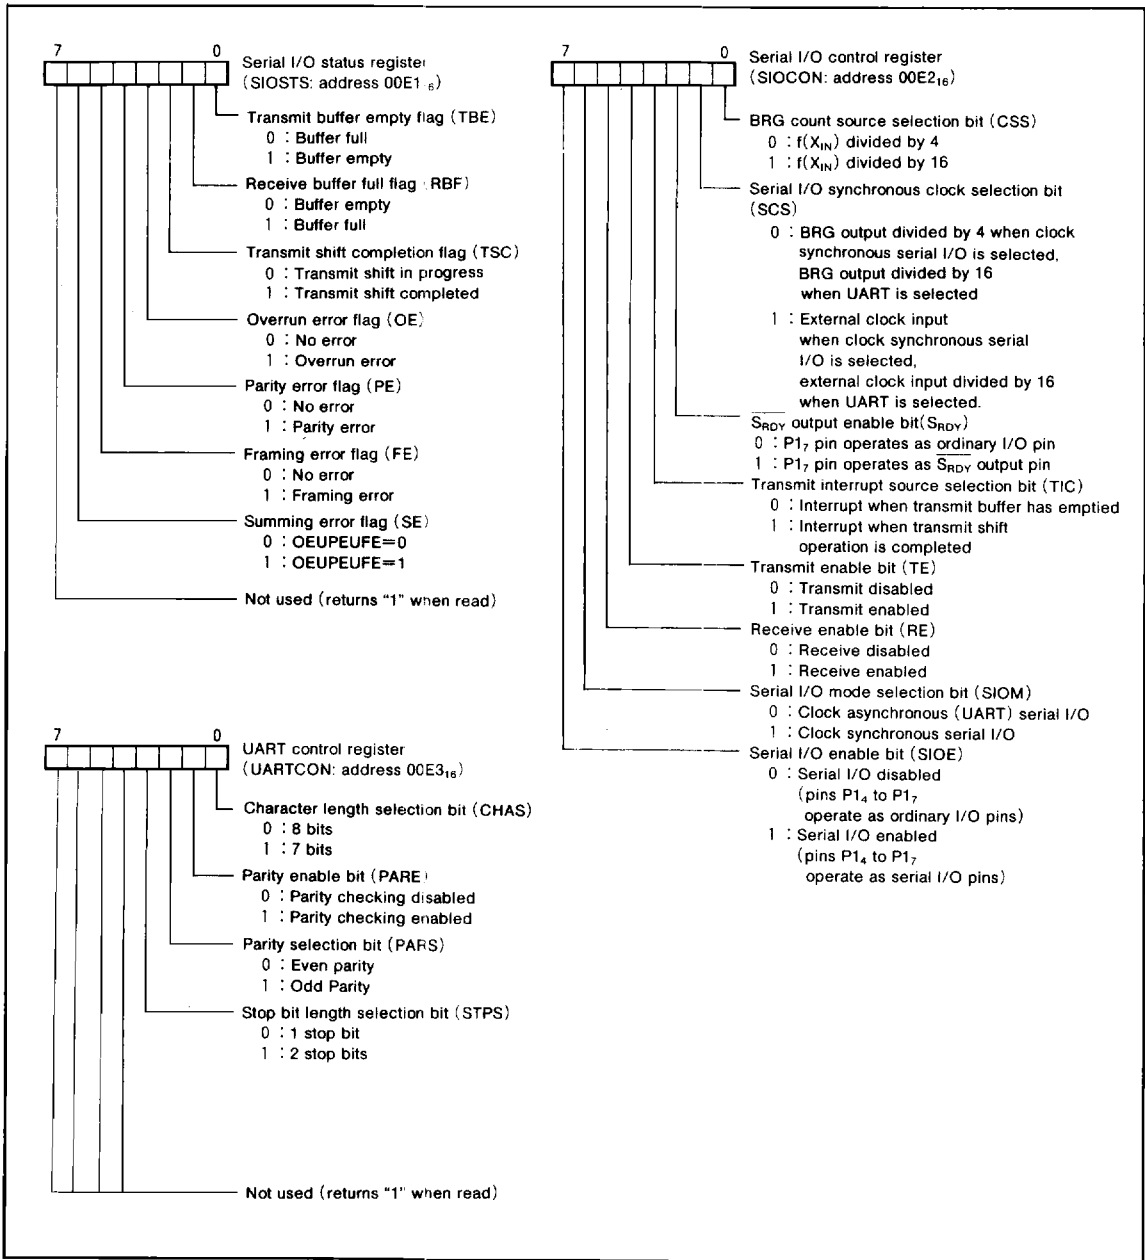 7 0
Serial I/O status register
(SIOSTS: address 00E1 6)
Transmit buffer empty flag (TBE)
0 : Buffer full
1 : Buffer empty
Receive buffer full flag (RBF)
0 : Buffer empty
1 : Buffer full
Transmit shift completion flag (TSC)
0 : Transmit shift in progress
1 : Transmit shift completed
Overrun error flag (OE)
0 : No error
1 : Overrun error
Parity error flag (PE)
0 : No error
1 : Parity error
Framing error flag (FE)
0 : No error
1 : Framing error
Summing error flag (SE)
0 : OEUPEUFE=0
1 : OEUPEUFE=1
Not used (returns "1" when read)
7 0
UART control register
(UARTCON: address 00E3₁₆)
Character length selection bit (CHAS)
0 : 8 bits
1 : 7 bits
Parity enable bit (PARE)
0 : Parity checking disabled
1 : Parity checking enabled
Parity selection bit (PARS)
0 : Even parity
1 : Odd Parity
Stop bit length selection bit (STPS)
0 : 1 stop bit
1 : 2 stop bits
Not used (returns "1" when read)
7 0
Serial I/O control register
(SIOCON: address 00E2₁₆)
BRG count source selection bit (CSS)
0 : f(X_IN) divided by 4
1 : f(X_IN) divided by 16
Serial I/O synchronous clock selection bit
(SCS)
0 : BRG output divided by 4 when clock
synchronous serial I/O is selected,
BRG output divided by 16
when UART is selected
1 : External clock input
when clock synchronous serial
I/O is selected,
external clock input divided by 16
when UART is selected.
S̅_R̅D̅Y̅ output enable bit(S_RDY)
0 : P1₇ pin operates as ordinary I/O pin
1 : P1₇ pin operates as S̅_R̅D̅Y̅ output pin
Transmit interrupt source selection bit (TIC)
0 : Interrupt when transmit buffer has emptied
1 : Interrupt when transmit shift
operation is completed
Transmit enable bit (TE)
0 : Transmit disabled
1 : Transmit enabled
Receive enable bit (RE)
0 : Receive disabled
1 : Receive enabled
Serial I/O mode selection bit (SIOM)
0 : Clock asynchronous (UART) serial I/O
1 : Clock synchronous serial I/O
Serial I/O enable bit (SIOE)
0 : Serial I/O disabled
(pins P1₄ to P1₇
operate as ordinary I/O pins)
1 : Serial I/O enabled
(pins P1₄ to P1₇
operate as serial I/O pins)